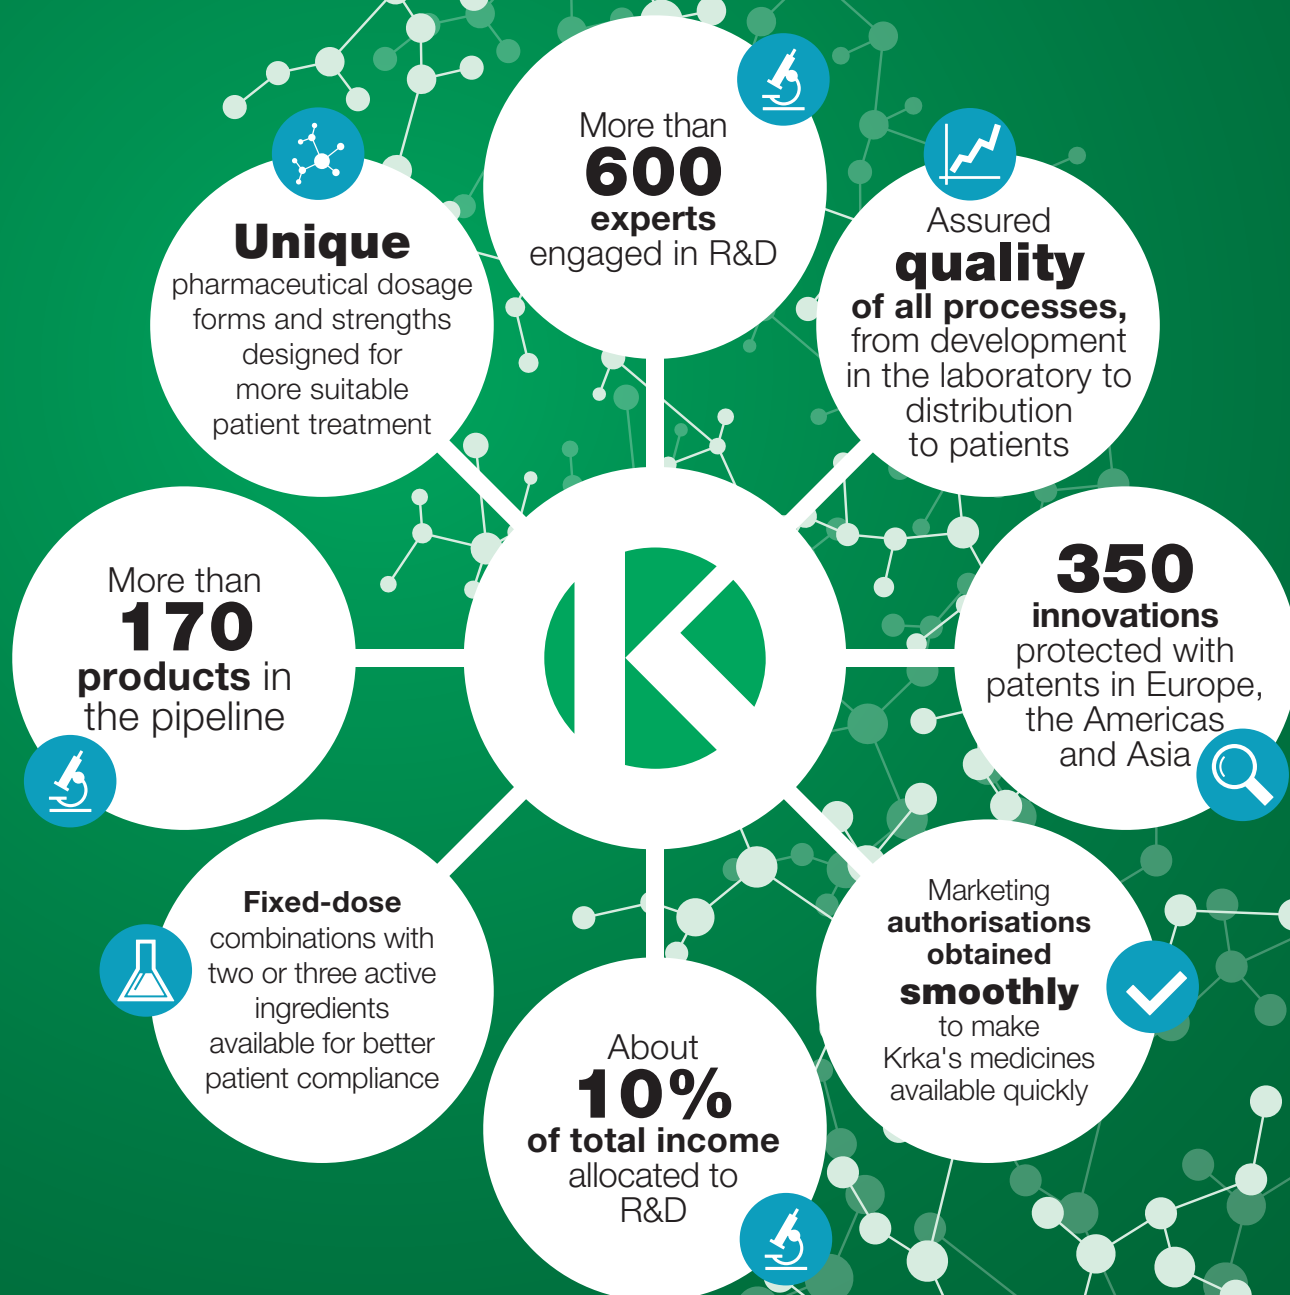 More than
600
experts
engaged in R&D
Assured
quality
of all processes,
from development
in the laboratory to
distribution
to patients
350
innovations
protected with
patents in Europe,
the Americas
and Asia
Marketing
authorisations
obtained
smoothly
to make
Krka's medicines
available quickly
About
10%
of total income
allocated to
R&D
Fixed-dose
combinations with
two or three active
ingredients
available for better
patient compliance
More than
170
products in
the pipeline
Unique
pharmaceutical dosage
forms and strengths
designed for
more suitable
patient treatment
K